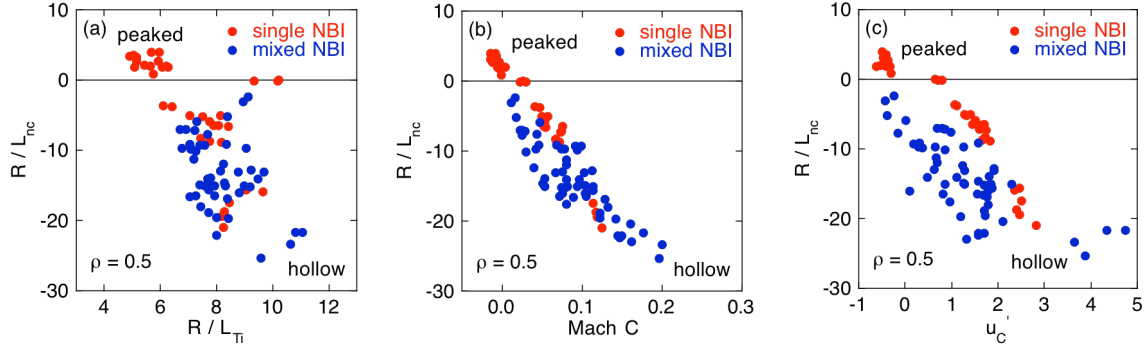 (a)
peaked
single NBI
mixed NBI
R / L_nc
10
0
-10
-20
-30
ρ = 0.5
hollow
4
6
8
10
12
R / L_Ti
(b)
peaked
single NBI
mixed NBI
R / L_nc
10
0
-10
-20
-30
hollow
ρ = 0.5
0.0
0.1
0.2
0.3
Mach C
(c)
peaked
single NBI
mixed NBI
R / L_nc
10
0
-10
-20
-30
ρ = 0.5
hollow
-1
0
1
2
3
4
5
u_C'